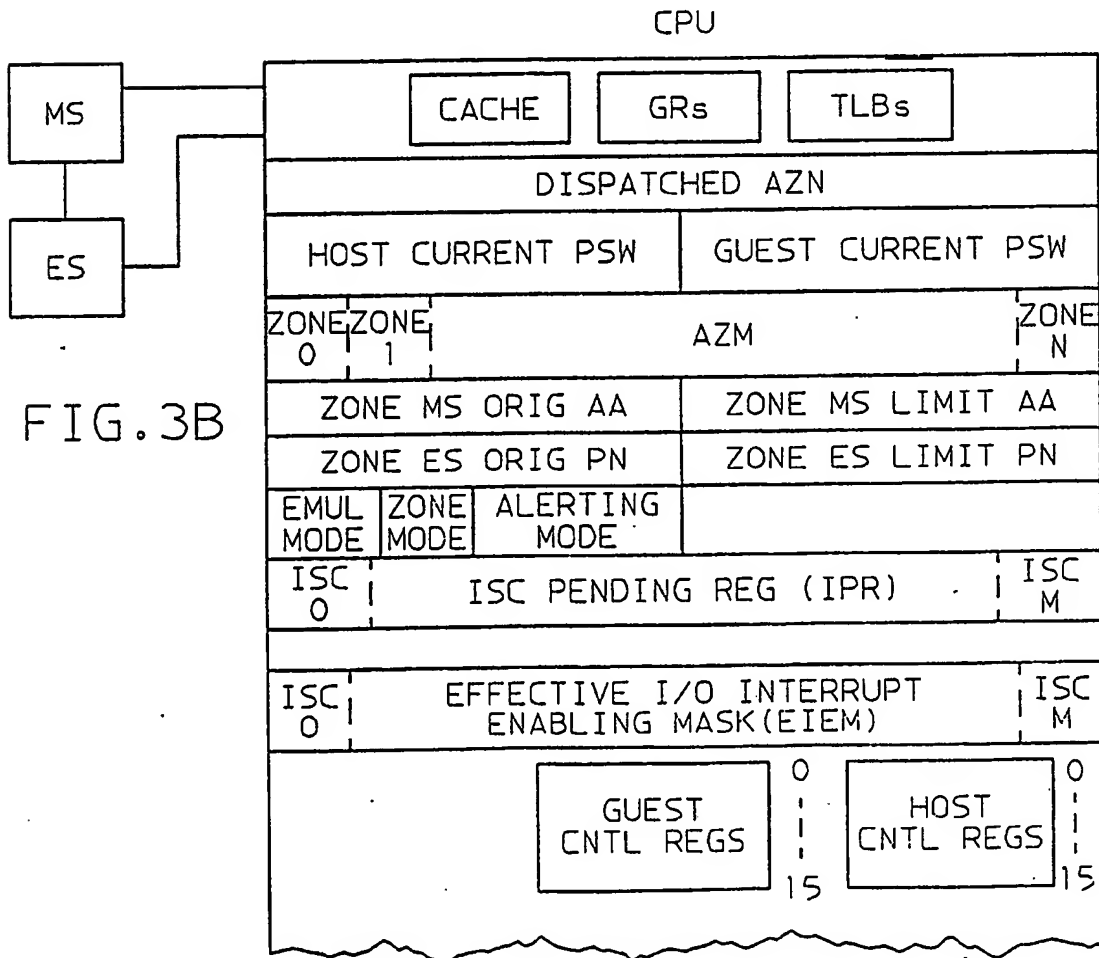 CPU
MS
CACHE GRs TLBs
DISPATCHED AZN
ES
HOST CURRENT PSW GUEST CURRENT PSW
ZONE 0
ZONE 1
AZM
ZONE N
FIG.3B
ZONE MS ORIG AA ZONE MS LIMIT AA
ZONE ES ORIG PN ZONE ES LIMIT PN
EMUL MODE
ZONE MODE
ALERTING MODE
ISC 0
ISC PENDING REG (IPR)
ISC M
ISC 0
EFFECTIVE I/O INTERRUPT
ENABLING MASK(EIEM)
ISC M
GUEST
CNTL REGS
0
15
HOST
CNTL REGS
0
15